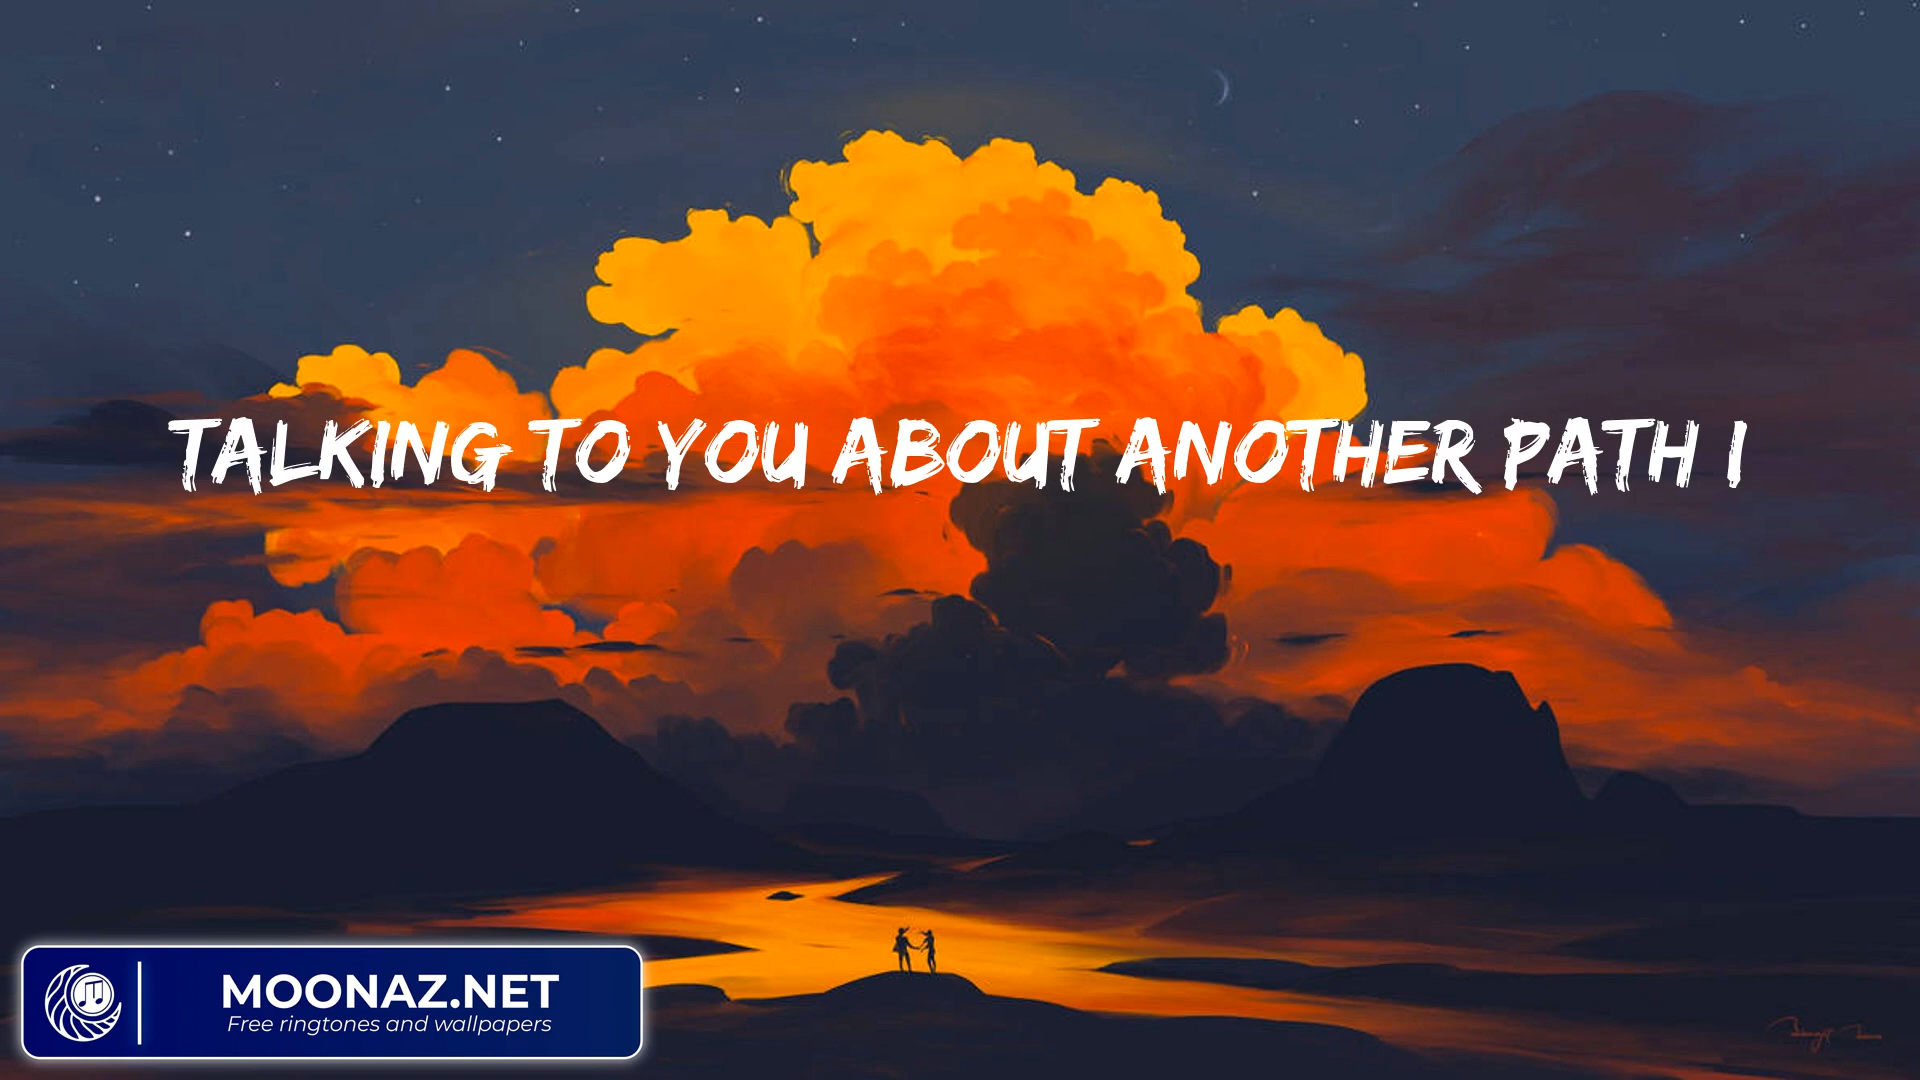 TALKING TO YOU ABOUT ANOTHER PATH I
MOONAZ.NET
Free ringtones and wallpapers